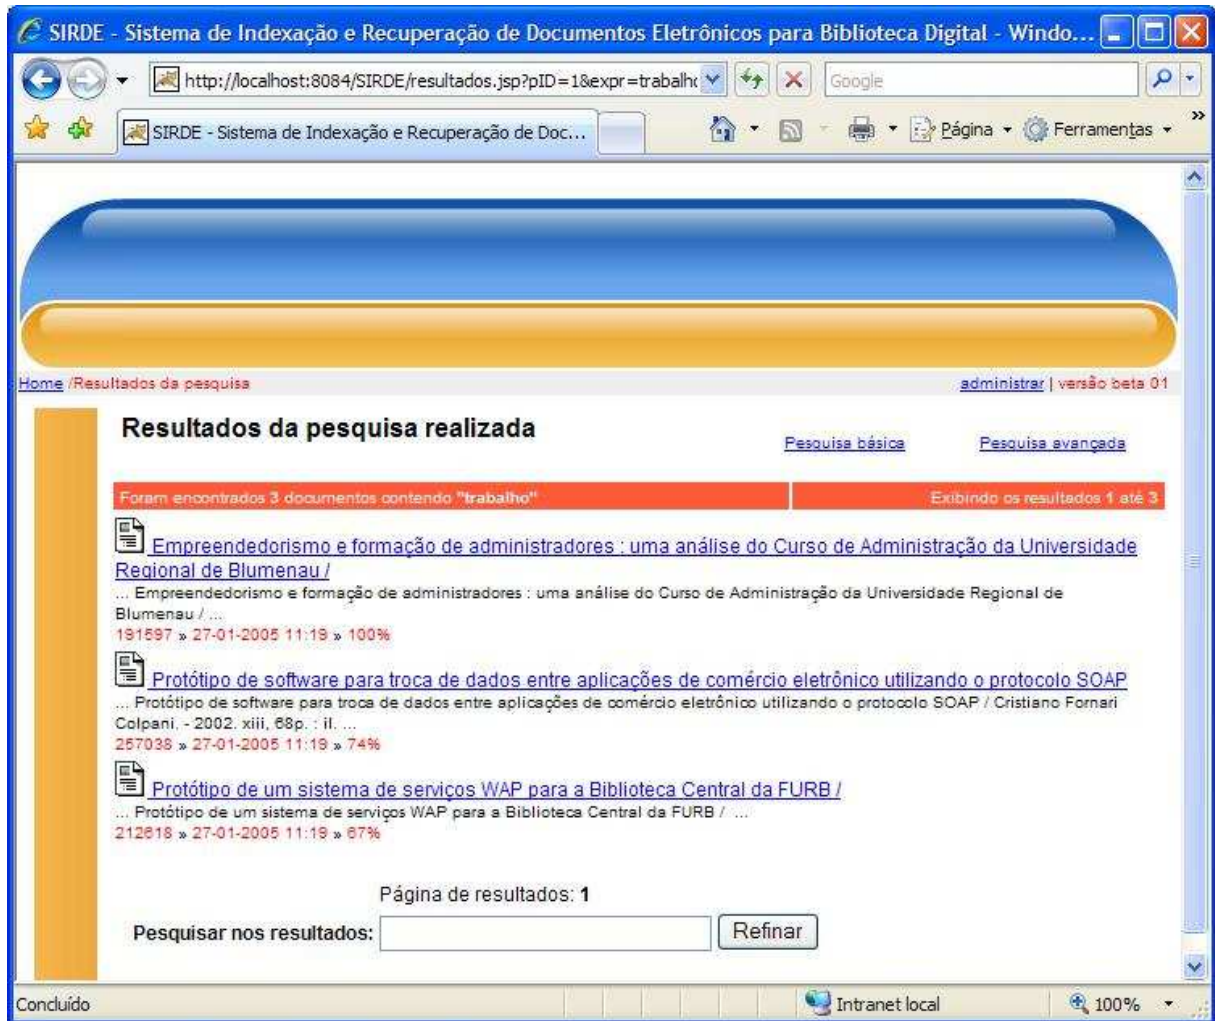 SIRDE - Sistema de Indexação e Recuperação de Documentos Eletrônicos para Biblioteca Digital - Windo...
http://localhost:8084/SIRDE/resultados.jsp?pID=1&expr=trabalho
Google
SIRDE - Sistema de Indexação e Recuperação de Doc...
Página
Ferramentas
»
Home /Resultados da pesquisa
administrar | versão beta 01
Resultados da pesquisa realizada
Pesquisa básica
Pesquisa avançada
Foram encontrados 3 documentos contendo "trabalho"
Exibindo os resultados 1 até 3
Empreendedorismo e formação de administradores : uma análise do Curso de Administração da Universidade
Regional de Blumenau /
... Empreendedorismo e formação de administradores : uma análise do Curso de Administração da Universidade Regional de
Blumenau / ...
191597 » 27-01-2005 11:19 » 100%
Protótipo de software para troca de dados entre aplicações de comércio eletrônico utilizando o protocolo SOAP
... Protótipo de software para troca de dados entre aplicações de comércio eletrônico utilizando o protocolo SOAP / Cristiano Fornari
Colpani. - 2002. xiii, 68p. : il. ...
257038 » 27-01-2005 11:19 » 74%
Protótipo de um sistema de serviços WAP para a Biblioteca Central da FURB /
... Protótipo de um sistema de serviços WAP para a Biblioteca Central da FURB / ...
212618 » 27-01-2005 11:19 » 67%
Página de resultados: 1
Pesquisar nos resultados:
Refinar
Concluído
Intranet local
100%